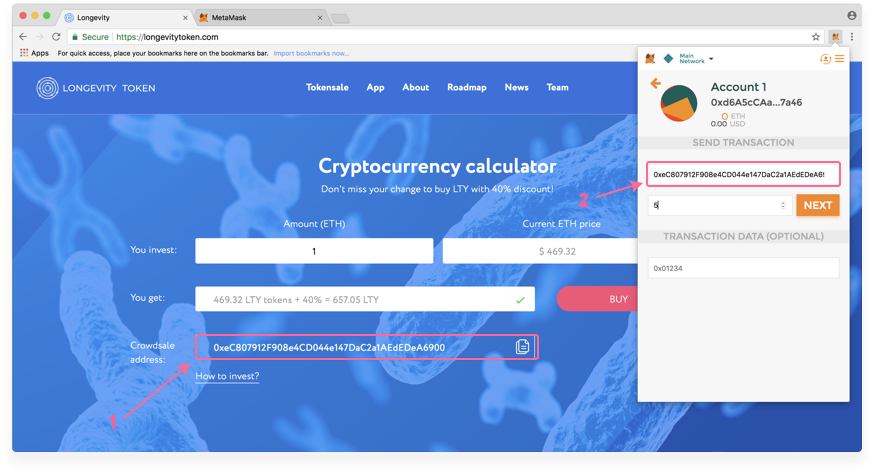 Longevity
MetaMask
Secure https://longevitytoken.com
Apps For quick access, place your bookmarks here on the bookmarks bar. Import bookmarks now...
LONGEVITY TOKEN
Tokensale App About Roadmap News Team
Cryptocurrency calculator
Don't miss your change to buy LTY with 40% discount!
Amount (ETH) Current ETH price
You invest: 1 $ 469.32
You get: 469.32 LTY tokens + 40% = 657.05 LTY BUY
Crowdsale
address:
0xeC807912F908e4CD044e147DaC2a1AEdEDeA6900
How to invest?
1
Main
Network
Account 1
0xd6A5cCAa...7a46
0 ETH
0.00 USD
SEND TRANSACTION
0xeC807912F908e4CD044e147DaC2a1AEdEDeA6
2
5 NEXT
TRANSACTION DATA (OPTIONAL)
0x01234